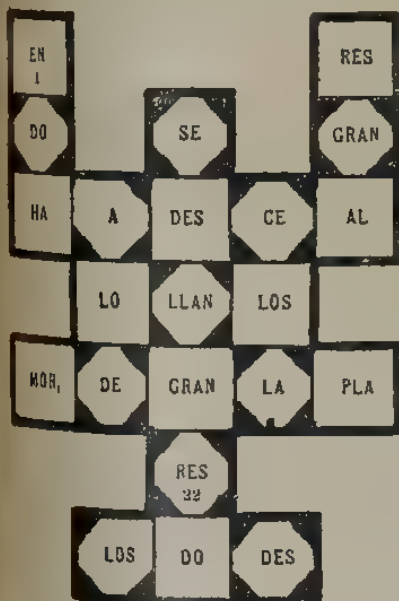 EN RES
1
DO SE GRAN
HA A DES CE AL
LO LLAN LOS
MOR, DE GRAN LA PLA
RES
22
LOS DO DES